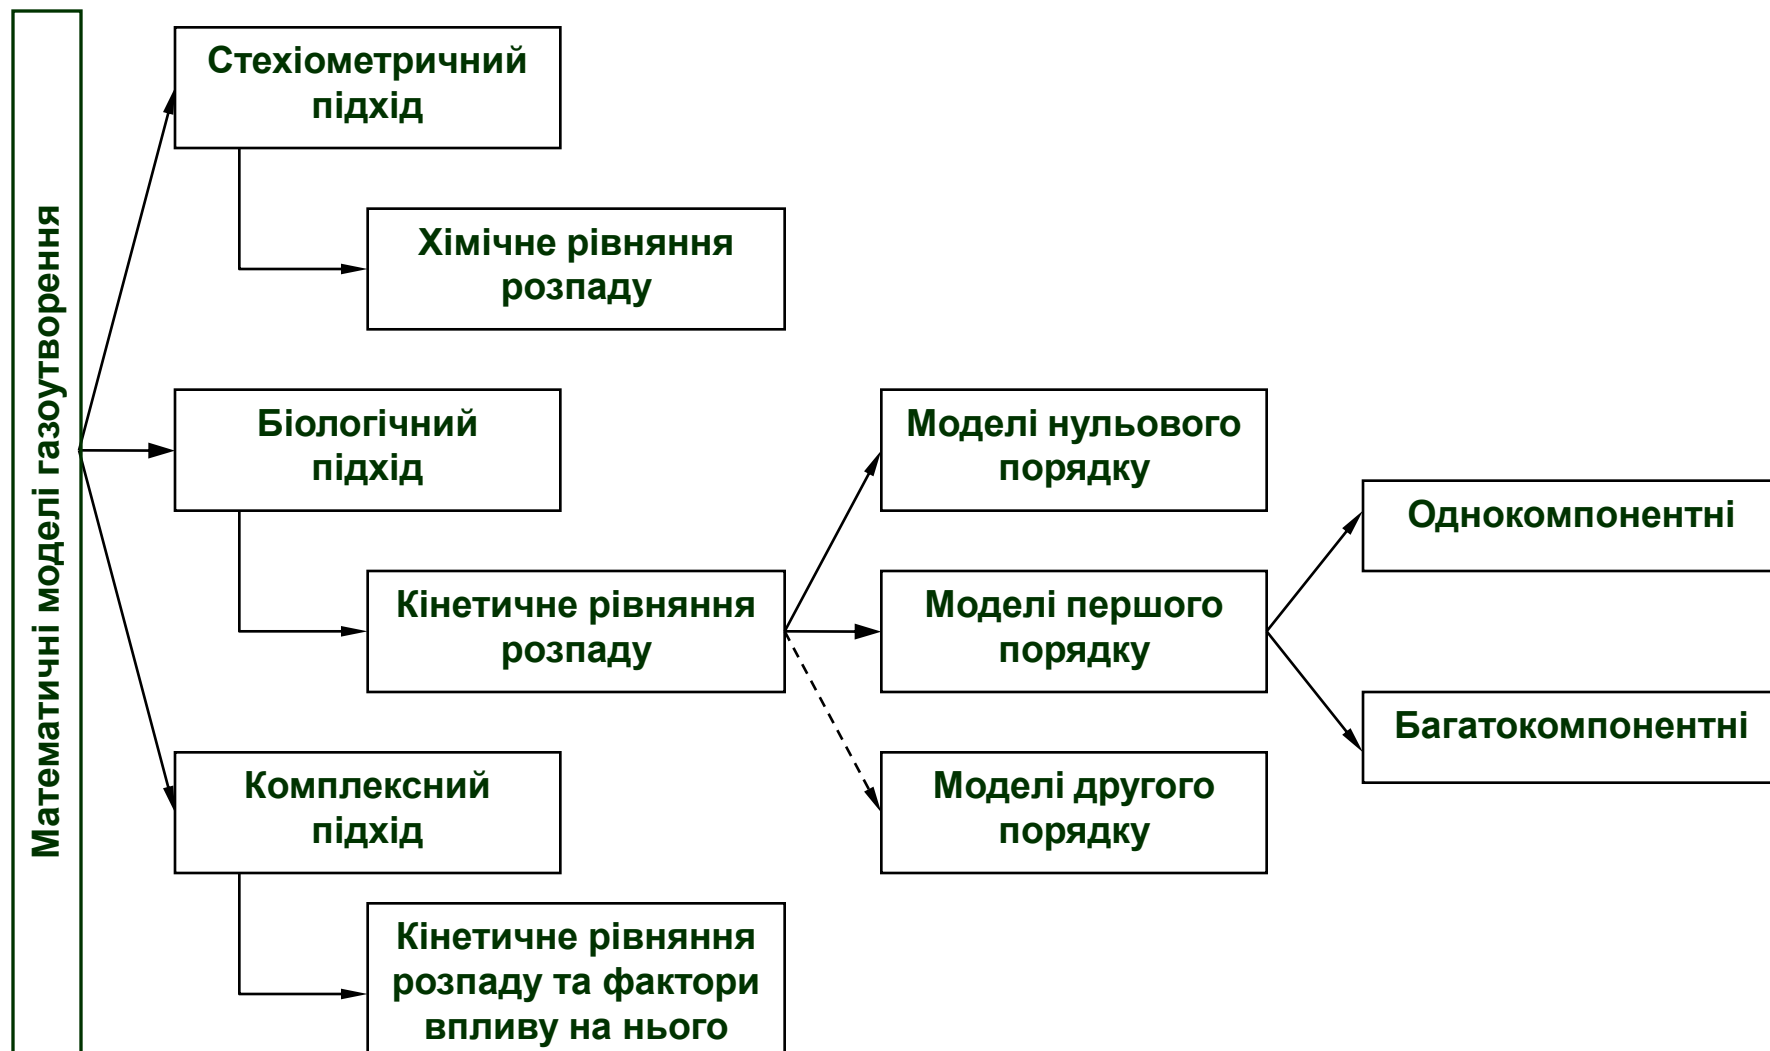 Математичні моделі газоутворення
Стехіометричний
підхід
Хімічне рівняння
розпаду
Біологічний
підхід
Кінетичне рівняння
розпаду
Моделі нульового
порядку
Моделі першого
порядку
Моделі другого
порядку
Однокомпонентні
Багатокомпонентні
Комплексний
підхід
Кінетичне рівняння
розпаду та фактори
впливу на нього